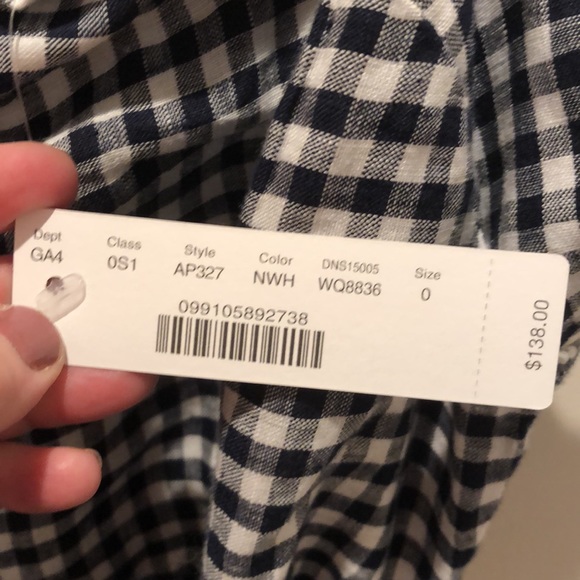 Dept Class Style Color DNS15005 Size
GA4 0S1 AP327 NWH WQ8836 0
099105892738
$138.00